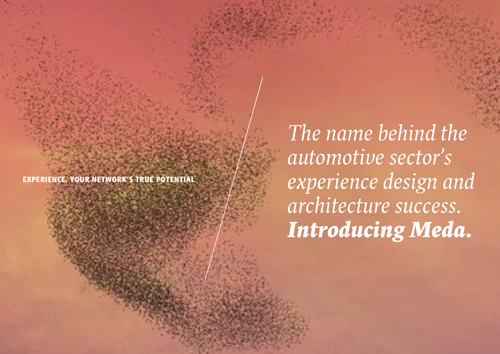 EXPERIENCE. YOUR NETWORK'S TRUE POTENTIAL
The name behind the
automotive sector's
experience design and
architecture success.
Introducing Meda.